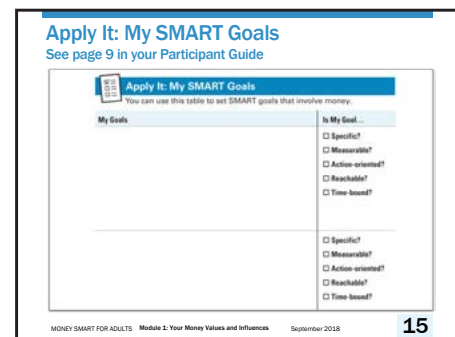 Apply It: My SMART Goals
See page 9 in your Participant Guide
Apply It: My SMART Goals
You can use this table to set SMART goals that involve money.
My Goals
Is My Goal...
☐ Specific?
☐ Measurable?
☐ Action-oriented?
☐ Reachable?
☐ Time-bound?
☐ Specific?
☐ Measurable?
☐ Action-oriented?
☐ Reachable?
☐ Time-bound?
MONEY SMART FOR ADULTS Module 1: Your Money Values and Influences September 2018 15